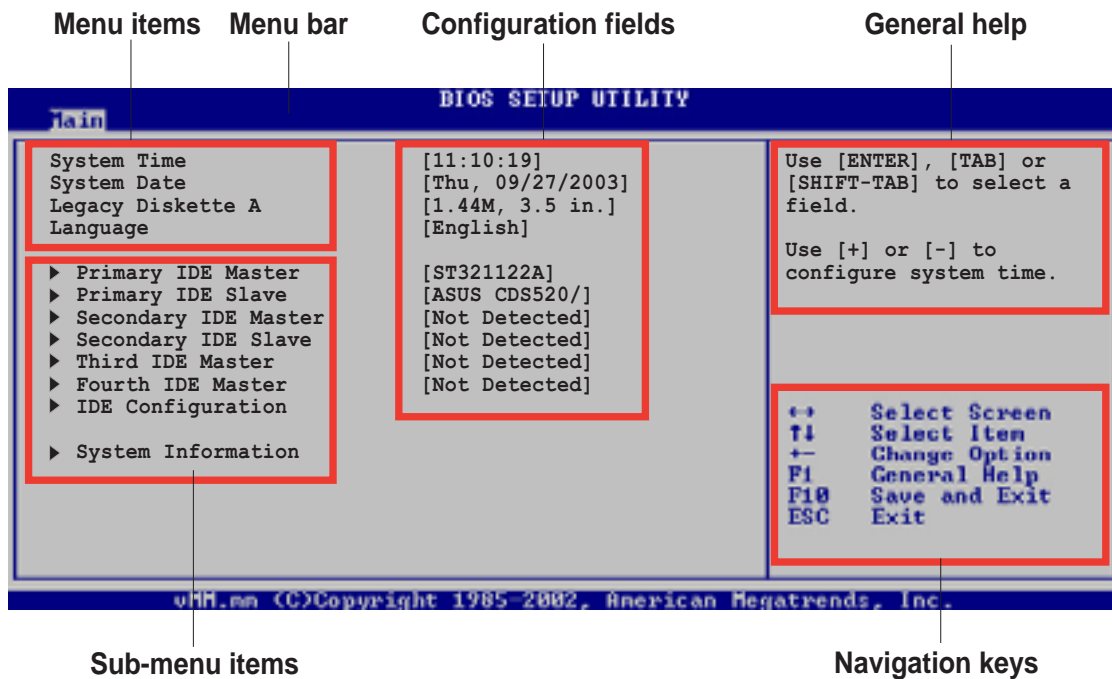 Menu items Menu bar Configuration fields General help
BIOS SETUP UTILITY
Main
System Time [11:10:19]
System Date [Thu, 09/27/2003]
Legacy Diskette A [1.44M, 3.5 in.]
Language [English]
▶ Primary IDE Master [ST321122A]
▶ Primary IDE Slave [ASUS CDS520/]
▶ Secondary IDE Master [Not Detected]
▶ Secondary IDE Slave [Not Detected]
▶ Third IDE Master [Not Detected]
▶ Fourth IDE Master [Not Detected]
▶ IDE Configuration
▶ System Information
Use [ENTER], [TAB] or
[SHIFT-TAB] to select a
field.
Use [+] or [-] to
configure system time.
←→ Select Screen
↑↓ Select Item
+- Change Option
F1 General Help
F10 Save and Exit
ESC Exit
vMM.mm (C)Copyright 1985-2002, American Megatrends, Inc.
Sub-menu items Navigation keys